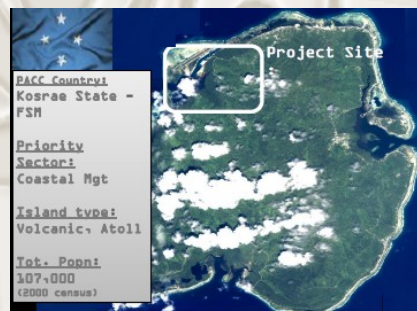 Project Site
PACC Country:
Kosrae State -
FSM
Priority
Sector:
Coastal Mgt
Island type:
Volcanic, Atoll
Tot. Popn:
107,000
(2000 census)